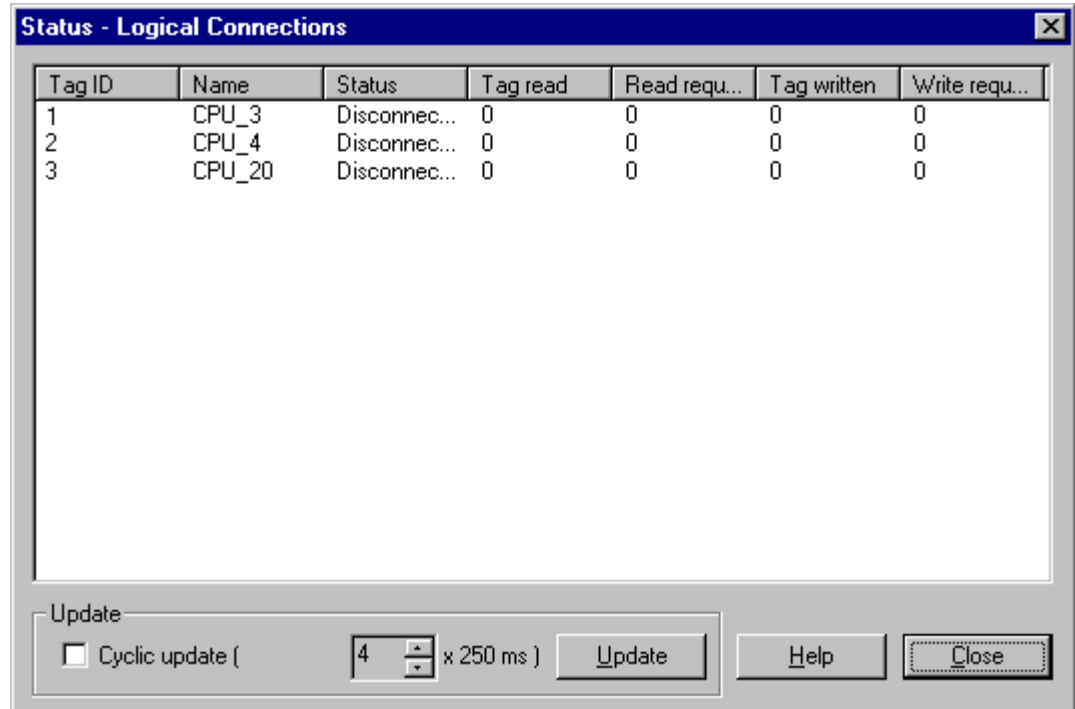 Status - Logical Connections
Tag ID Name Status Tag read Read requ... Tag written Write requ...
1 CPU_3 Disconnec... 0 0 0 0
2 CPU_4 Disconnec... 0 0 0 0
3 CPU_20 Disconnec... 0 0 0 0
Update
Cyclic update ( 4 x 250 ms ) Update Help Close